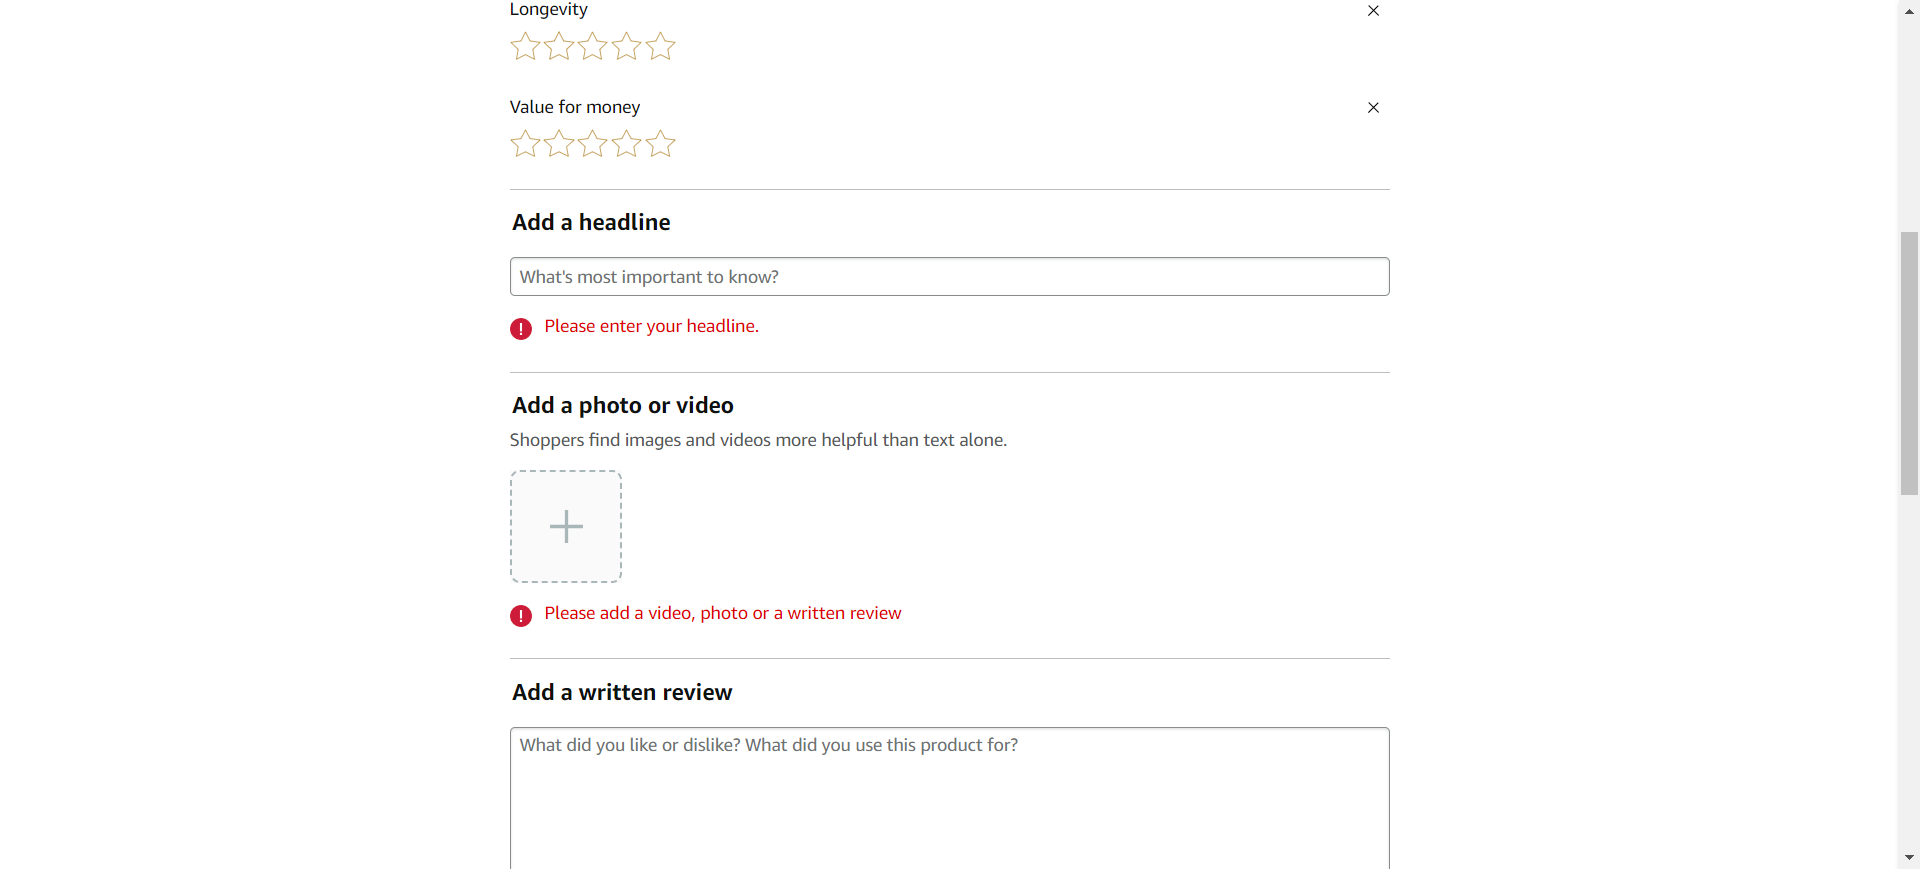 Longevity
Value for money
Add a headline
What's most important to know?
Please enter your headline.
Add a photo or video
Shoppers find images and videos more helpful than text alone.
Please add a video, photo or a written review
Add a written review
What did you like or dislike? What did you use this product for?